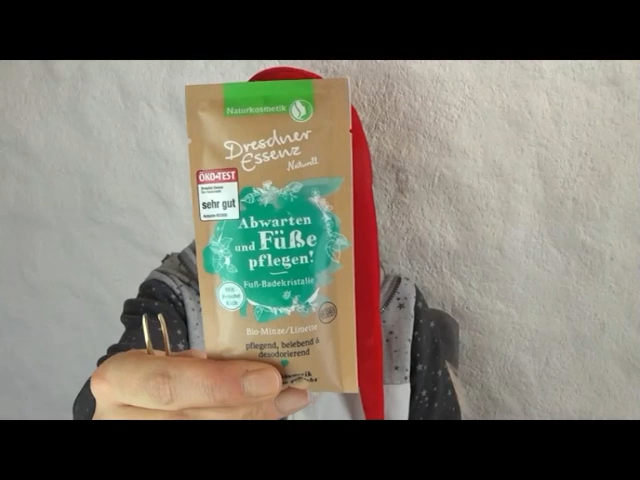 Naturkosmetik
Dresdner
Essenz
Naturell
ÖKO-TEST
sehr gut
Abwarten
und Füße
pflegen!
Fuß-Badekristalle
Bio-Minze/Limette
pflegend, belebend &
desodorierend